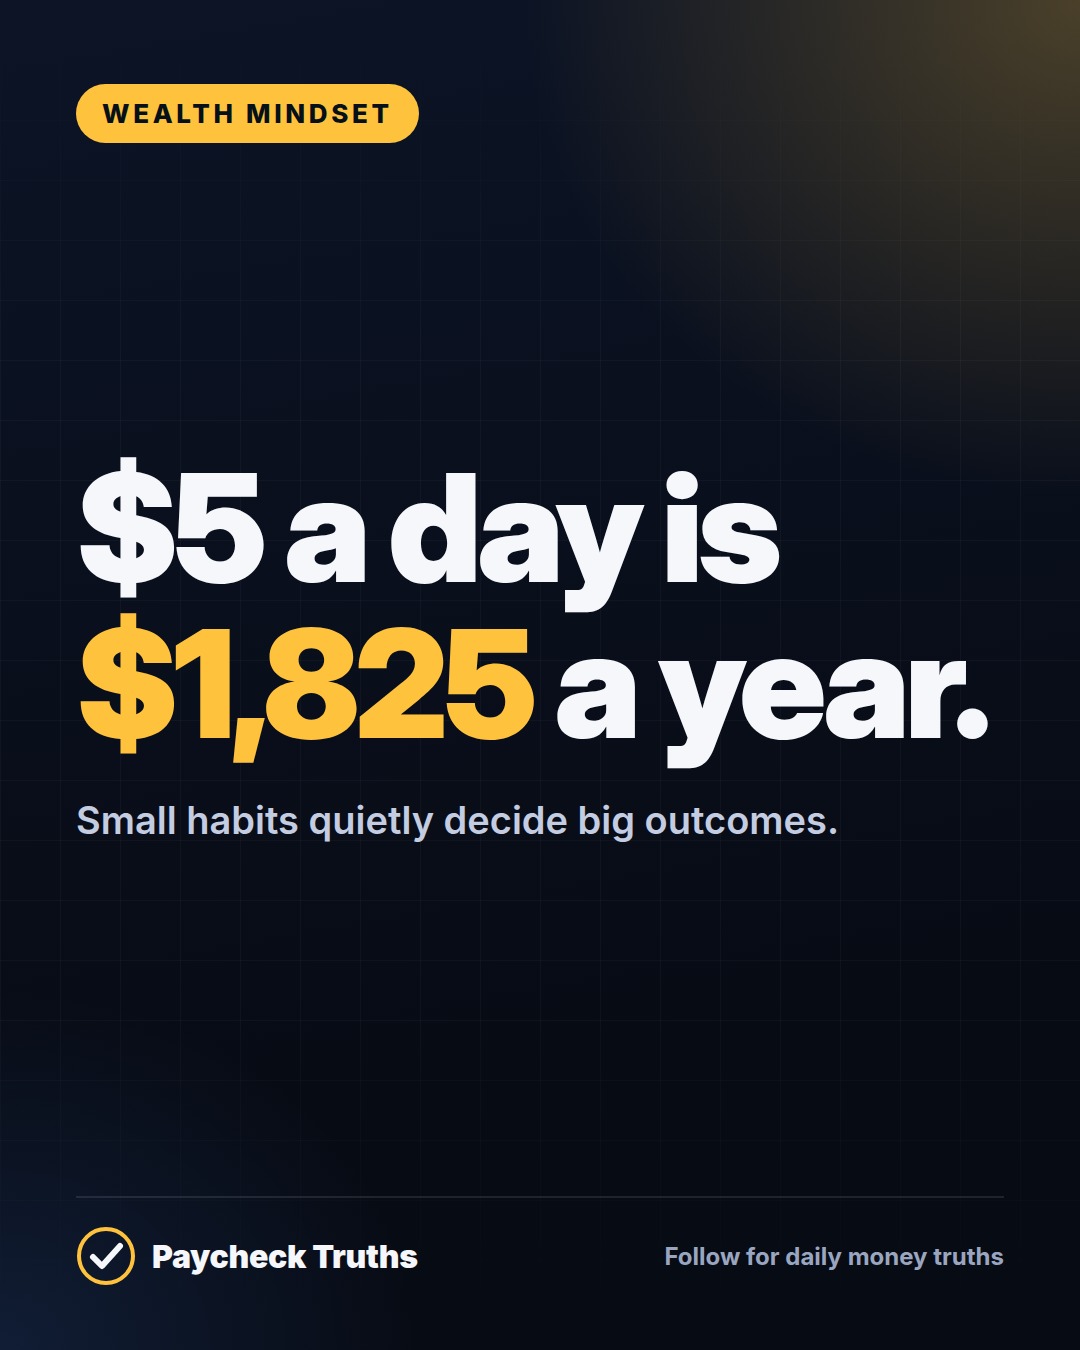 WEALTH MINDSET
$5 a day is
$1,825 a year.
Small habits quietly decide big outcomes.
Paycheck Truths
Follow for daily money truths